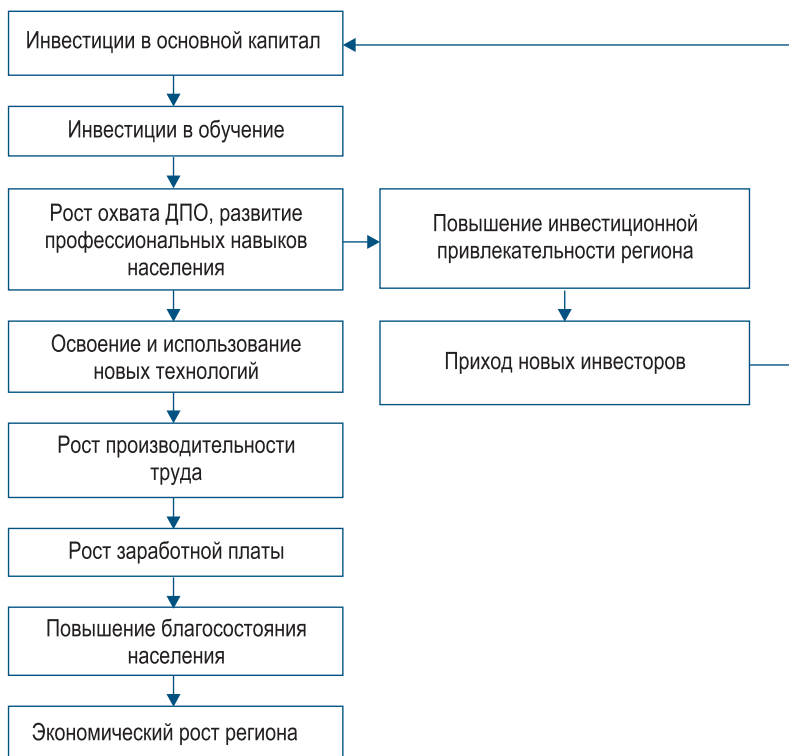 Инвестиции в основной капитал
Инвестиции в обучение
Рост охвата ДПО, развитие
профессиональных навыков
населения
Повышение инвестиционной
привлекательности региона
Освоение и использование
новых технологий
Приход новых инвесторов
Рост производительности
труда
Рост заработной платы
Повышение благосостояния
населения
Экономический рост региона